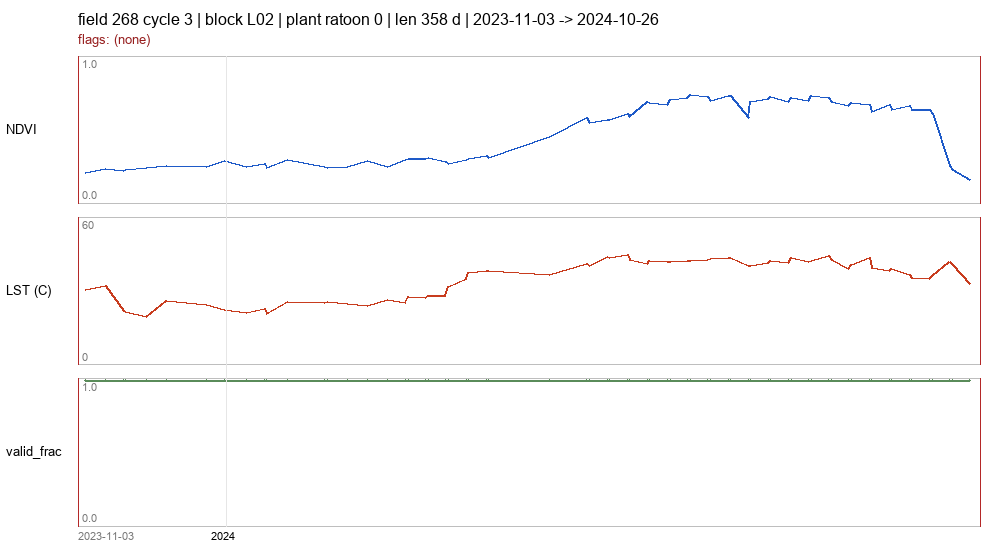 field 268 cycle 3 | block L02 | plant ratoon 0 | len 358 d | 2023-11-03 -> 2024-10-26
flags: (none)
1.0
NDVI
0.0
60
LST (C)
0
1.0
valid_frac
0.0
2023-11-03
2024